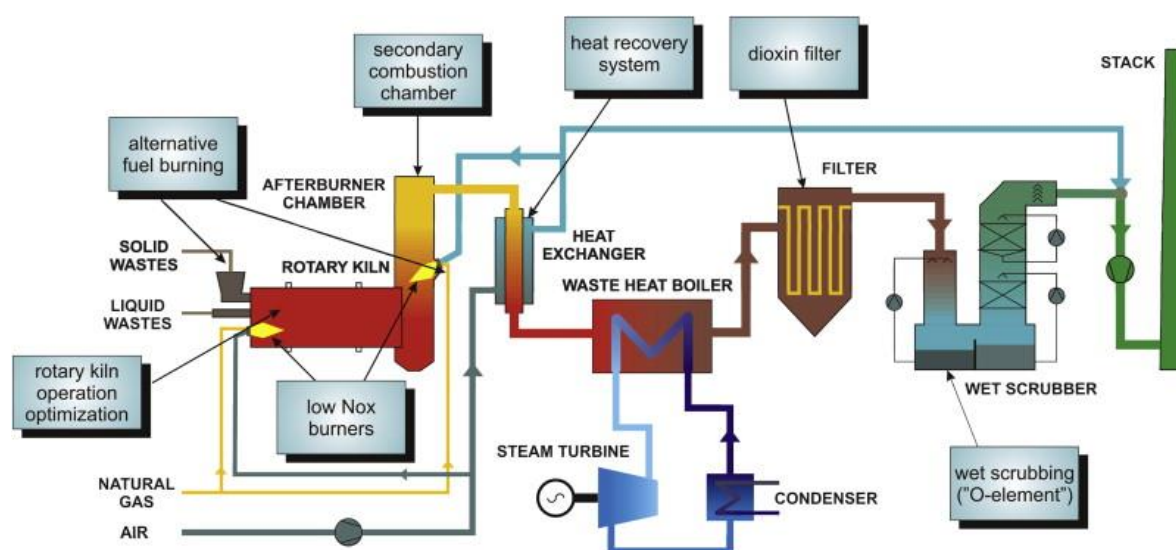 secondary
combustion
chamber
heat recovery
system
dioxin filter
STACK
alternative
fuel burning
AFTERBURNER
CHAMBER
FILTER
SOLID
WASTES
ROTARY KILN
HEAT
EXCHANGER
LIQUID
WASTES
WASTE HEAT BOILER
rotary kiln
operation
optimization
low Nox
burners
WET SCRUBBER
STEAM TURBINE
wet scrubbing
("O-element")
NATURAL
GAS
CONDENSER
AIR